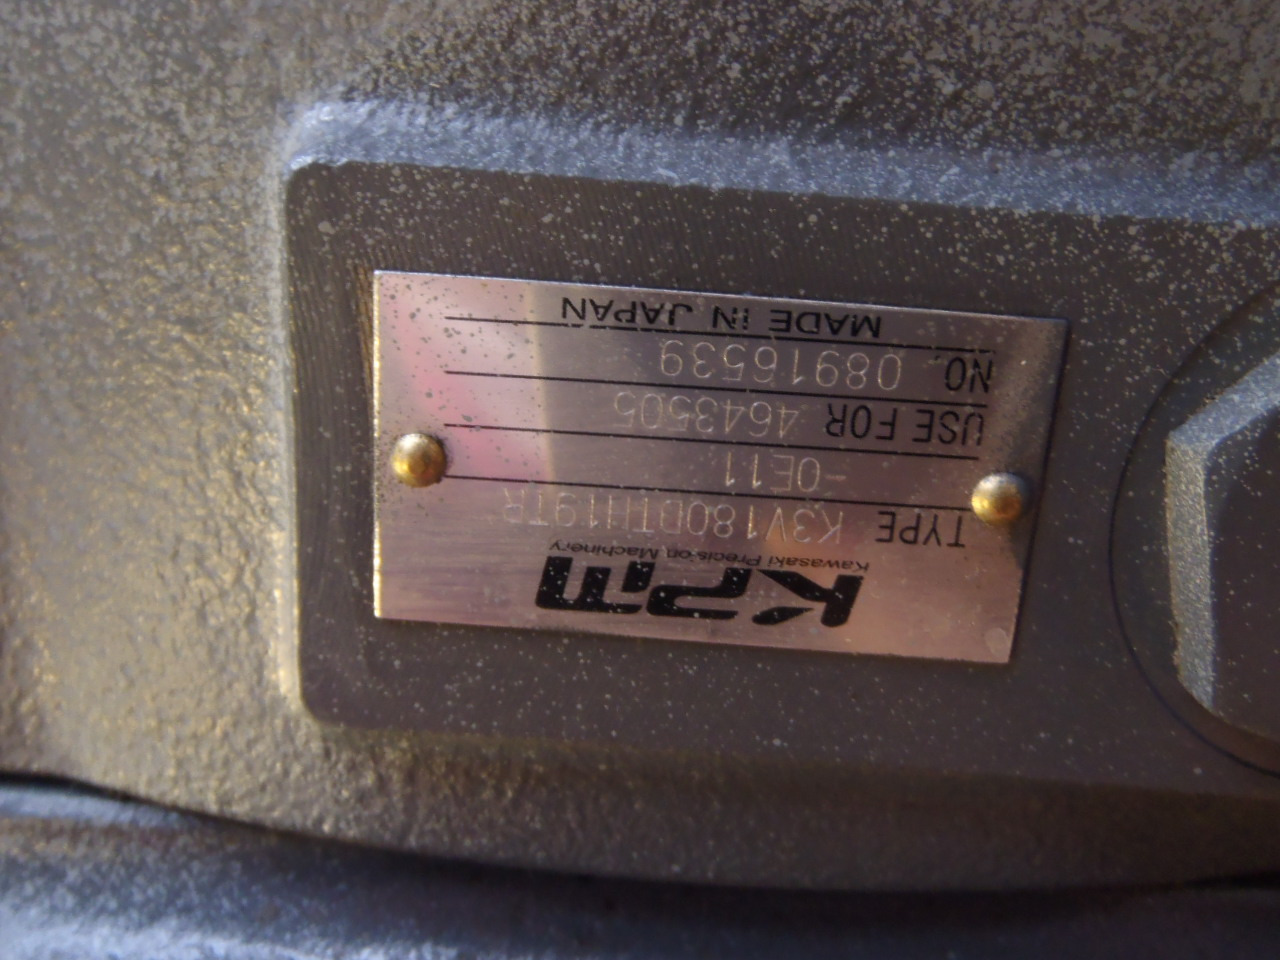 KPM
Kawasaki Precision Machinery
TYPE K3V180DTH19TR
-0E11
USE FOR 4643505
NO. 08916539
MADE IN JAPAN